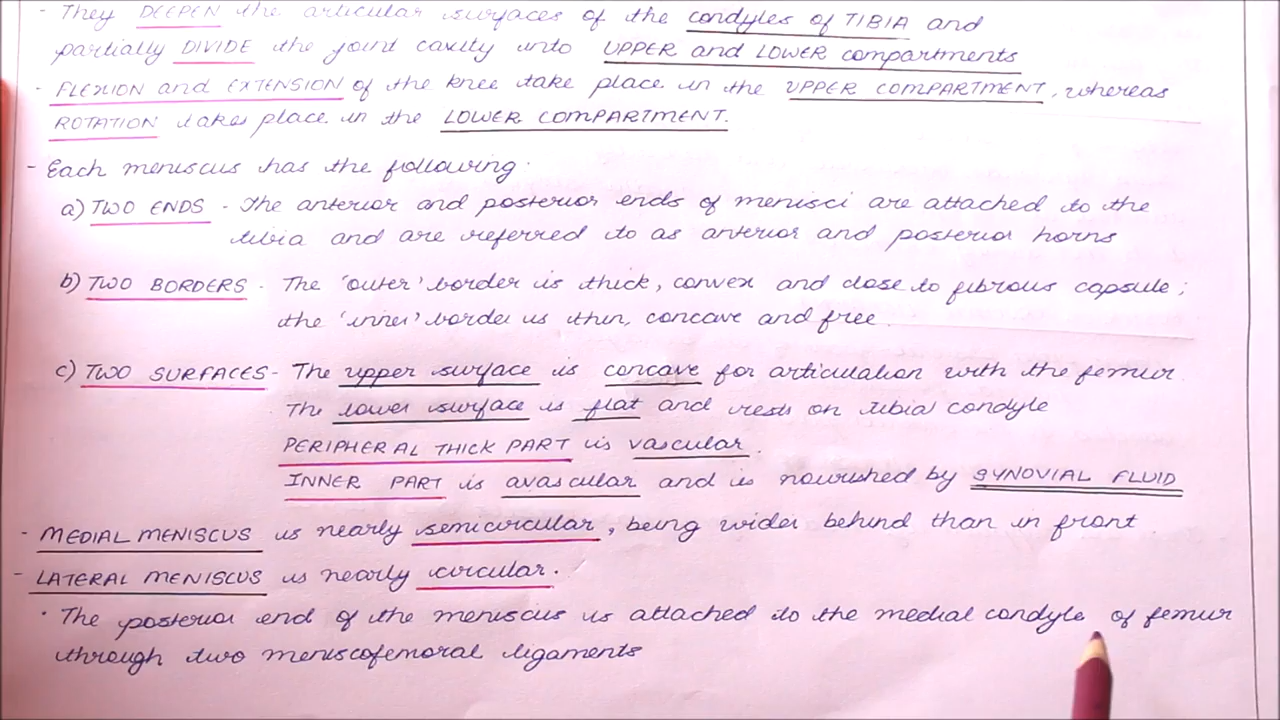 - They DEEPEN the articular surfaces of the condyles of TIBIA and
partially DIVIDE the joint cavity into UPPER and LOWER compartments
- FLEXION and EXTENSION of the knee take place in the UPPER COMPARTMENT, whereas
ROTATION takes place in the LOWER COMPARTMENT.
- Each meniscus has the following:
a) TWO ENDS - The anterior and posterior ends of menisci are attached to the
tibia and are referred to as anterior and posterior horns
b) TWO BORDERS - The 'outer' border is thick, convex and close to fibrous capsule;
the 'inner' border is thin, concave and free.
c) TWO SURFACES - The upper surface is concave for articulation with the femur.
The lower surface is flat and rests on tibial condyle
PERIPHERAL THICK PART is vascular.
INNER PART is avascular and is nourished by SYNOVIAL FLUID
- MEDIAL MENISCUS is nearly semicircular, being wider behind than in front.
- LATERAL MENISCUS is nearly circular.
• The posterior end of the meniscus is attached to the medial condyle of femur
through two meniscofemoral ligaments